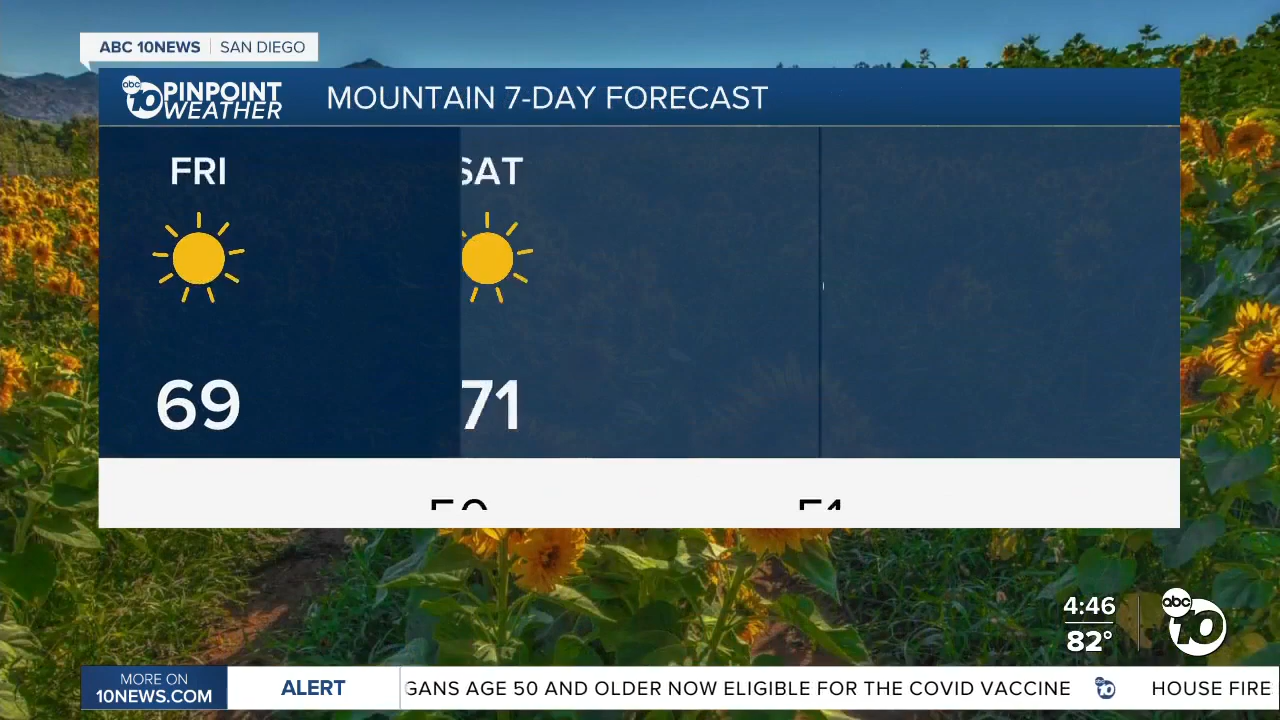 ABC 10NEWS | SAN DIEGO
abc 10 PINPOINT WEATHER
MOUNTAIN 7-DAY FORECAST
FRI
SAT
69
71
4:46
82°
abc 10
MORE ON
10NEWS.COM
ALERT
GANS AGE 50 AND OLDER NOW ELIGIBLE FOR THE COVID VACCINE
abc 10
HOUSE FIRE